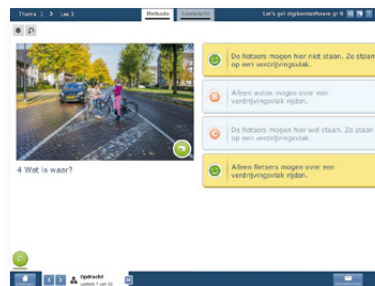 Thema 1 > Les 1
Methode
Leerkracht
Let's go! digibordsoftware gr 8
De fietsers mogen hier niet staan. Ze staan
op een verdrijvingsvlak.
Alleen autos mogen over een
verdrijvingsvlak rijden.
De fietsers mogen hier wel staan. Ze staan
op een verdrijvingsvlak.
Alleen fietsers mogen over een
verdrijvingsvlak rijden.
4 Wat is waar?
Opdracht